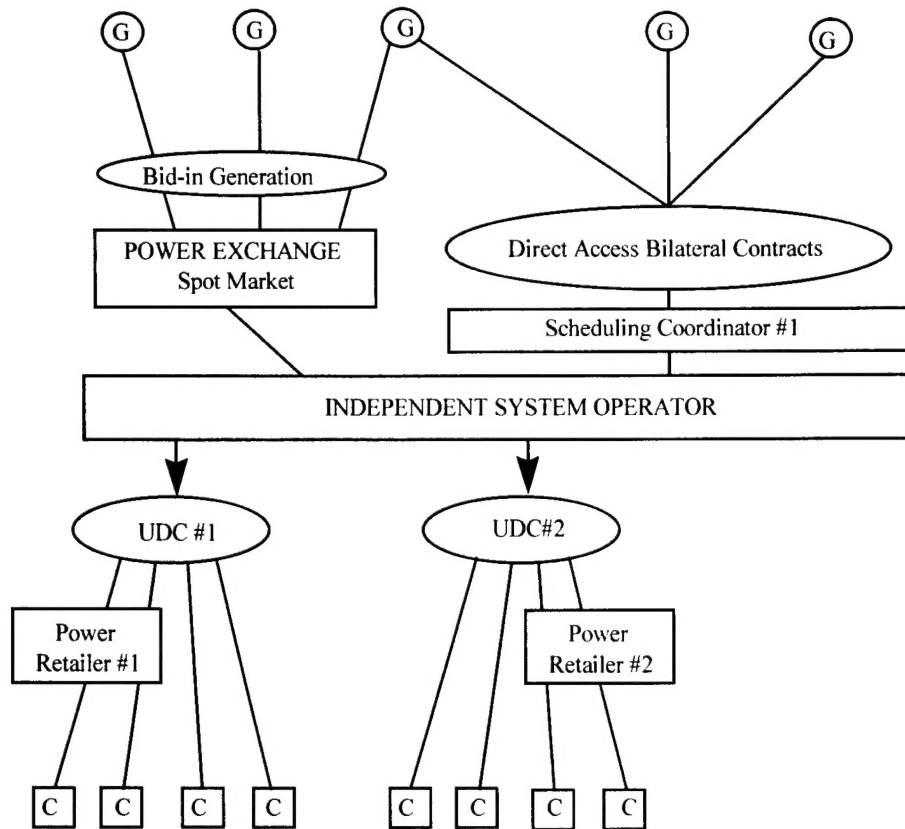 G
G
G
G
G
Bid-in Generation
POWER EXCHANGE
Spot Market
Direct Access Bilateral Contracts
Scheduling Coordinator #1
INDEPENDENT SYSTEM OPERATOR
UDC #1
UDC#2
Power
Retailer #1
Power
Retailer #2
C
C
C
C
C
C
C
C